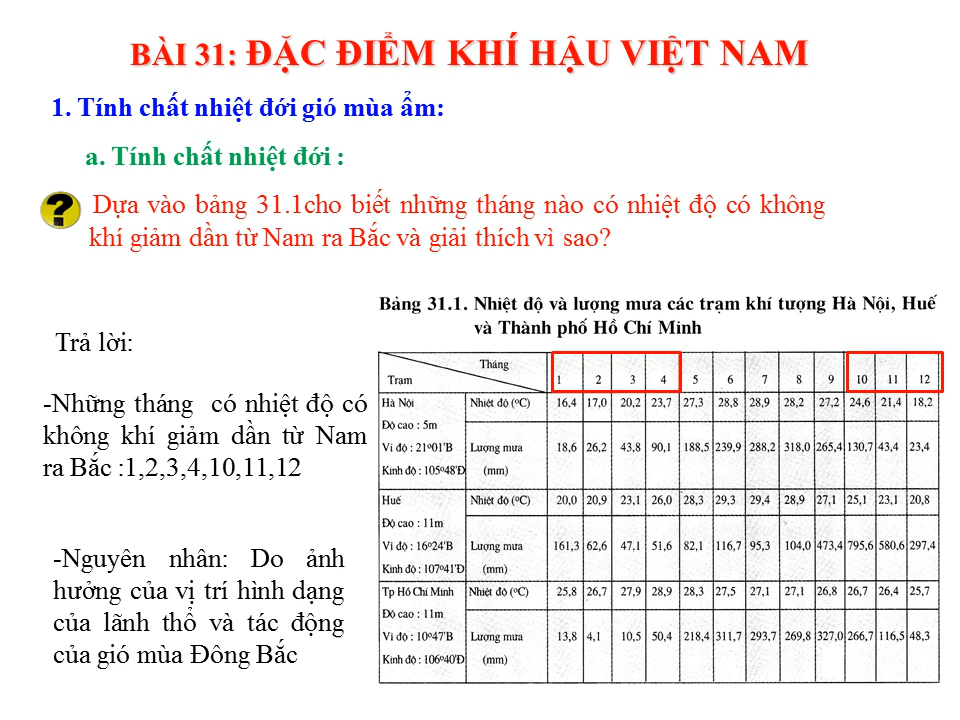 BÀI 31: ĐẶC ĐIỂM KHÍ HẬU VIỆT NAM
1. Tính chất nhiệt đới gió mùa ẩm:
a. Tính chất nhiệt đới :
? Dựa vào bảng 31.1cho biết những tháng nào có nhiệt độ có không
khí giảm dần từ Nam ra Bắc và giải thích vì sao?
Trả lời:
-Những tháng có nhiệt độ có
không khí giảm dần từ Nam
ra Bắc :1,2,3,4,10,11,12
-Nguyên nhân: Do ảnh
hưởng của vị trí hình dạng
của lãnh thổ và tác động
của gió mùa Đông Bắc
Bảng 31.1. Nhiệt độ và lượng mưa các trạm khí tượng Hà Nội, Huế
và Thành phố Hồ Chí Minh
Tháng
Trạm 1 2 3 4 5 6 7 8 9 10 11 12
Hà Nội Nhiệt độ (°C) 16,4 17,0 20,2 23,7 27,3 28,8 28,9 28,2 27,2 24,6 21,4 18,2
Độ cao : 5m
Vĩ độ : 21°01'B Lượng mưa 18,6 26,2 43,8 90,1 188,5 239,9 288,2 318,0 265,4 130,7 43,4 23,4
Kinh độ : 105°48'Đ (mm)
Huế Nhiệt độ (°C) 20,0 20,9 23,1 26,0 28,3 29,3 29,4 28,9 27,1 25,1 23,1 20,8
Độ cao : 11m
Vĩ độ : 16°24'B Lượng mưa 161,3 62,6 47,1 51,6 82,1 116,7 95,3 104,0 473,4 795,6 580,6 297,4
Kinh độ : 107°41'Đ (mm)
Tp Hồ Chí Minh Nhiệt độ (°C) 25,8 26,7 27,9 28,9 28,3 27,5 27,1 27,1 26,8 26,7 26,4 25,7
Độ cao : 11m
Vĩ độ : 10°47'B Lượng mưa 13,8 4,1 10,5 50,4 218,4 311,7 293,7 269,8 327,0 266,7 116,5 48,3
Kinh độ : 106°40'Đ (mm)